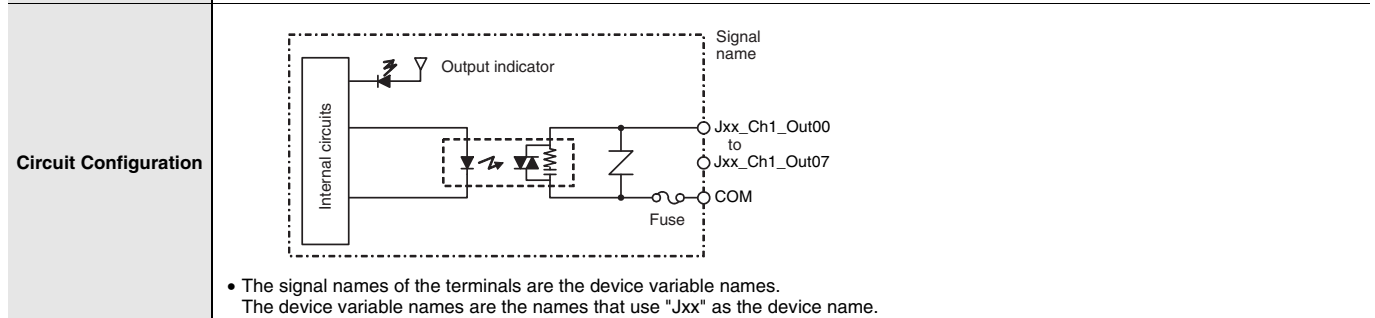 Circuit Configuration
Internal circuits
Output indicator
Signal
name
Jxx_Ch1_Out00
to
Jxx_Ch1_Out07
COM
Fuse
• The signal names of the terminals are the device variable names.
The device variable names are the names that use "Jxx" as the device name.